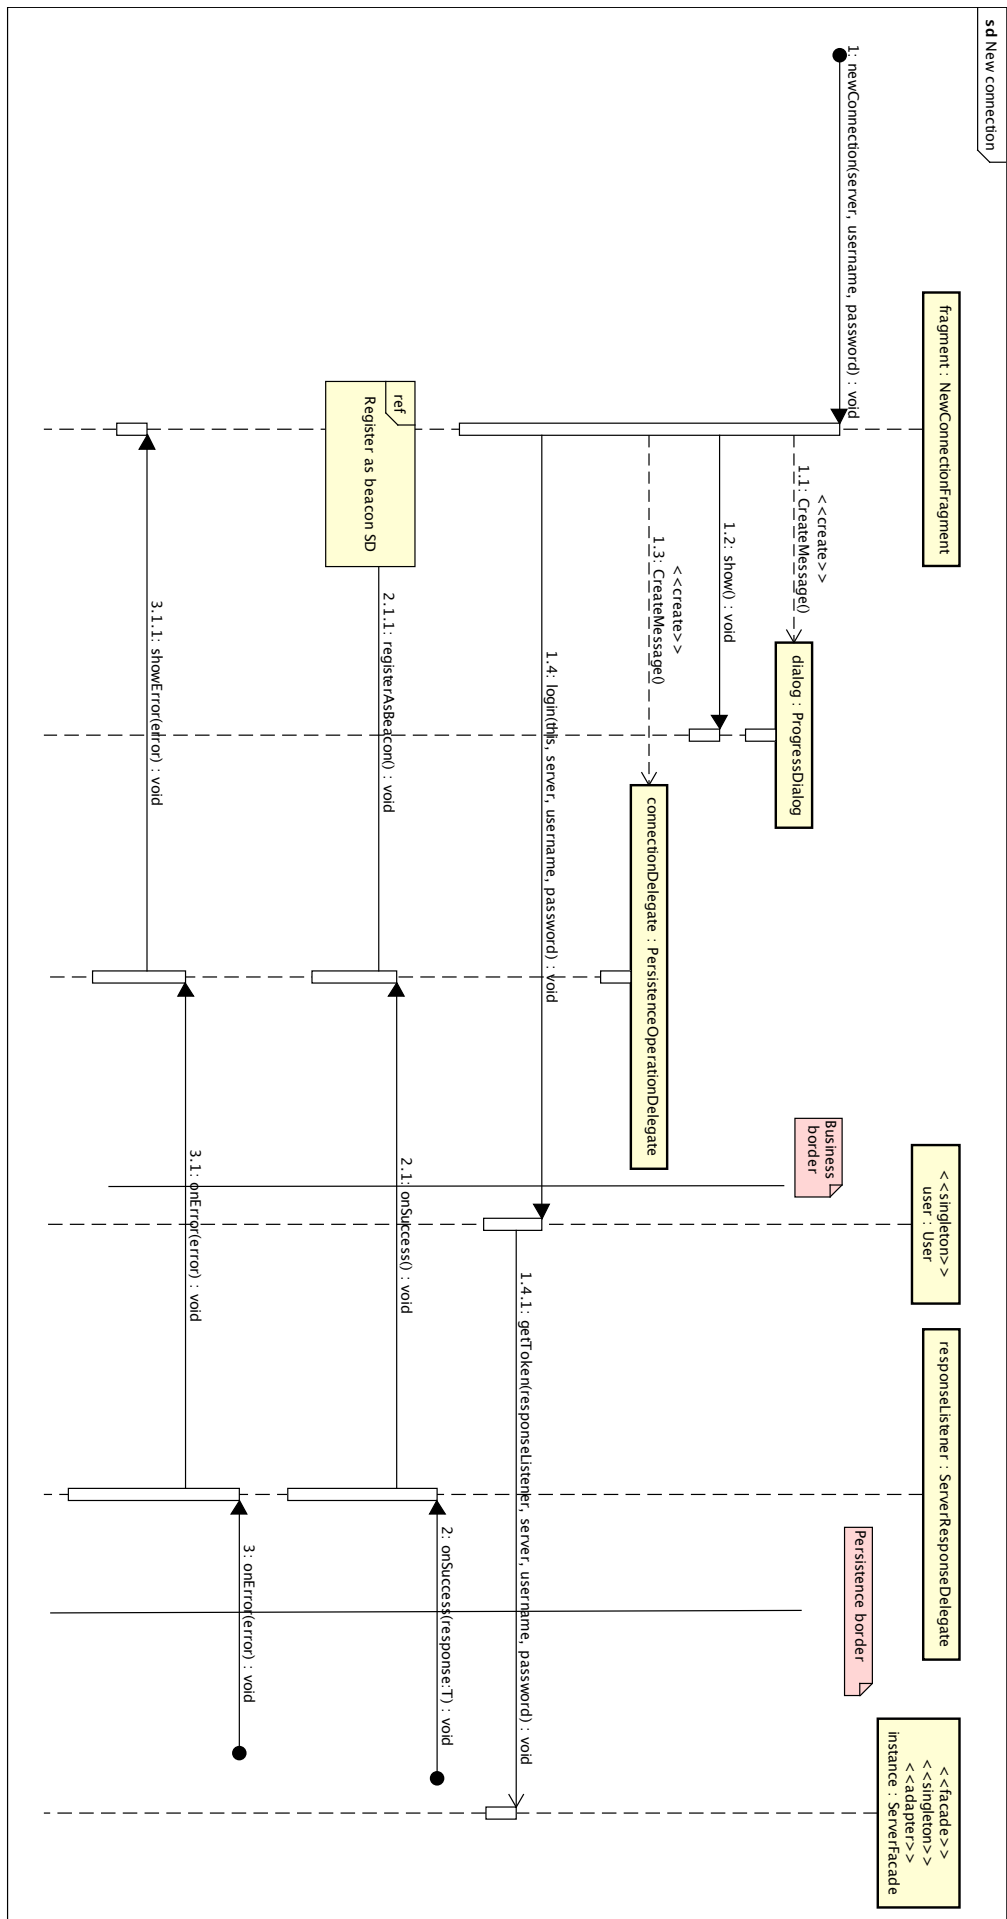 sd New connection
fragment : NewConnectionFragment
<<singleton>>
user : User
responseListener : ServerResponseDelegate
<<facade>>
<<singleton>>
<<adapter>>
instance : ServerFacade
1: newConnection(server, username, password) : void
Business
border
Persistence border
<<create>>
1.1: CreateMessage()
dialog : ProgressDialog
1.2: show() : void
<<create>>
1.3: CreateMessage()
connectionDelegate : PersistenceOperationDelegate
1.4: login(this, server, username, password) : void
1.4.1: getToken(responseListener, server, username, password) : void
2: onSuccess(response:T) : void
2.1: onSuccess() : void
ref
Register as beacon SD
2.1.1: registerAsBeacon() : void
3: onError(error) : void
3.1: onError(error) : void
3.1.1: showError(error) : void